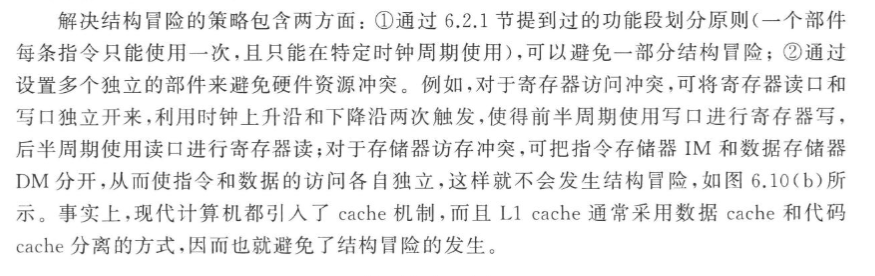 解决结构冒险的策略包含两方面：①通过 6.2.1 节提到过的功能段划分原则(一个部件
每条指令只能使用一次,且只能在特定时钟周期使用),可以避免一部分结构冒险；②通过
设置多个独立的部件来避免硬件资源冲突。例如,对于寄存器访问冲突,可将寄存器读口和
写口独立开来,利用时钟上升沿和下降沿两次触发,使得前半周期使用写口进行寄存器写,
后半周期使用读口进行寄存器读;对于存储器访存冲突,可把指令存储器 IM 和数据存储器
DM 分开,从而使指令和数据的访问各自独立,这样就不会发生结构冒险,如图 6.10(b)所
示。事实上,现代计算机都引入了 cache 机制,而且 L1 cache 通常采用数据 cache 和代码
cache 分离的方式,因而也就避免了结构冒险的发生。